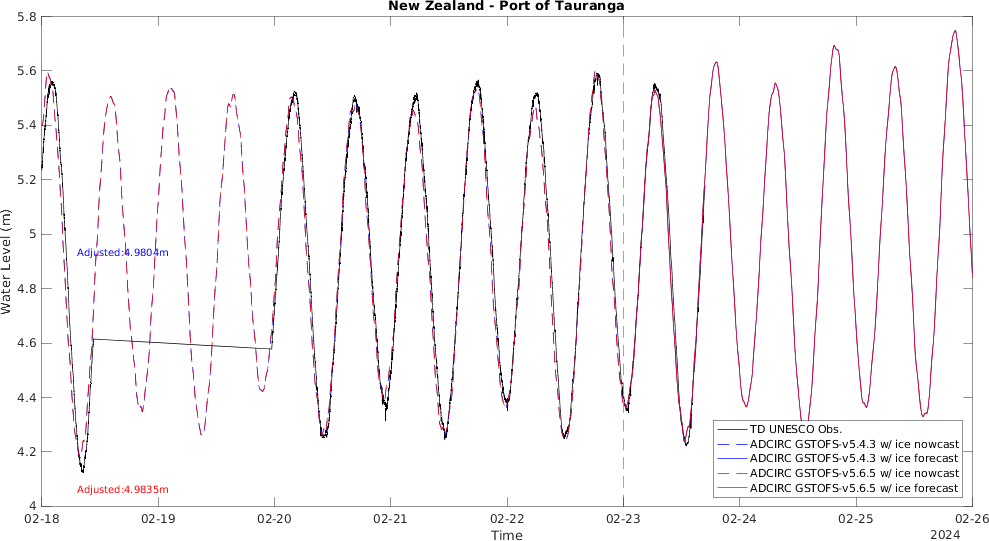 New Zealand - Port of Tauranga
5.8
5.6
5.4
5.2
5
4.8
4.6
4.4
4.2
4
Water Level (m)
Adjusted:4.9804m
Adjusted:4.9835m
TD UNESCO Obs.
ADCIRC GSTOFS-v5.4.3 w/ ice nowcast
ADCIRC GSTOFS-v5.4.3 w/ ice forecast
ADCIRC GSTOFS-v5.6.5 w/ ice nowcast
ADCIRC GSTOFS-v5.6.5 w/ ice forecast
02-18 02-19 02-20 02-21 02-22 02-23 02-24 02-25 02-26
Time
2024